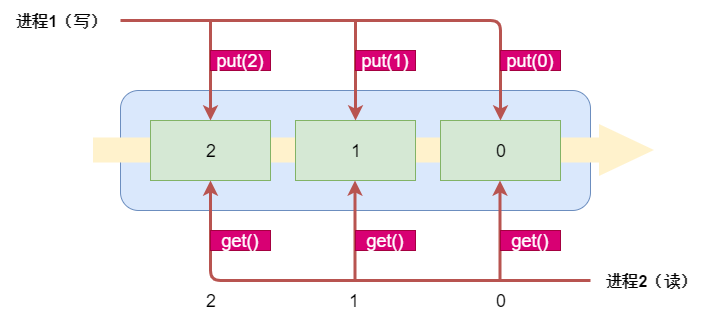 进程1（写）
put(2) put(1) put(0)
2 1 0
get() get() get()
进程2（读）
2 1 0